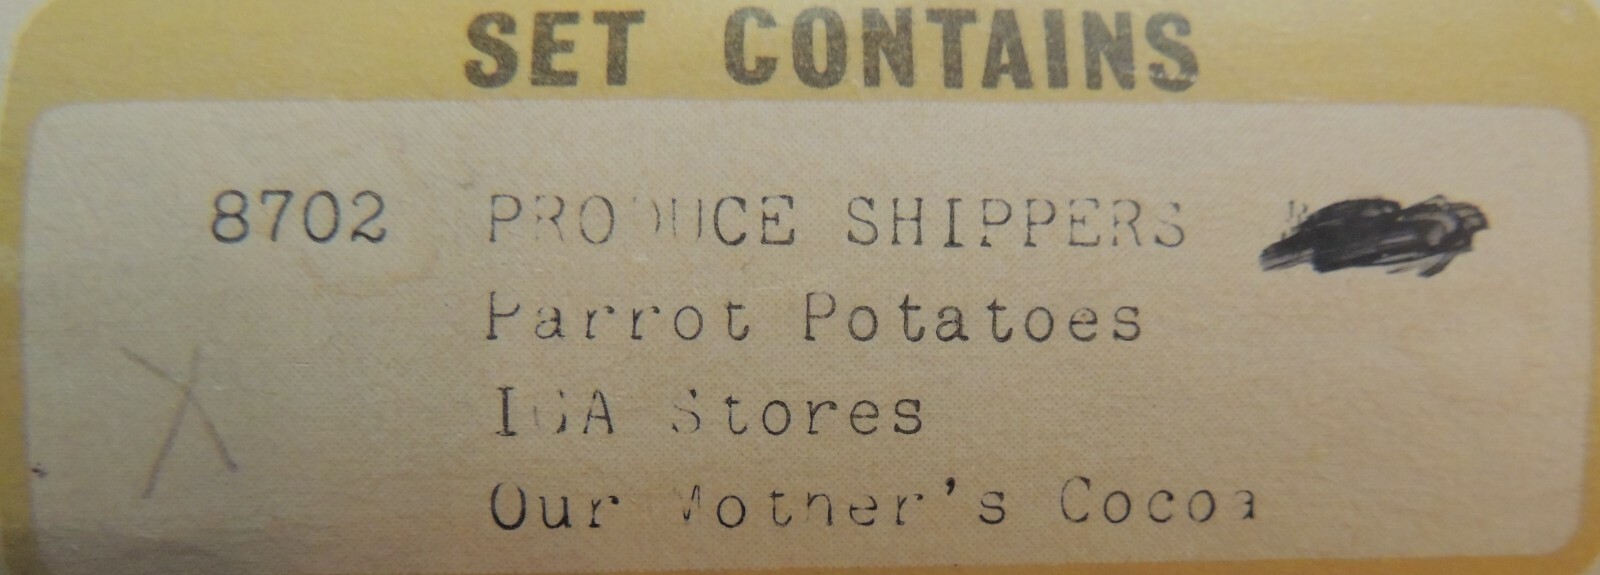 SET CONTAINS
8702 PRODUCE SHIPPERS
Parrot Potatoes
IGA Stores
Our Mother's Cocoa